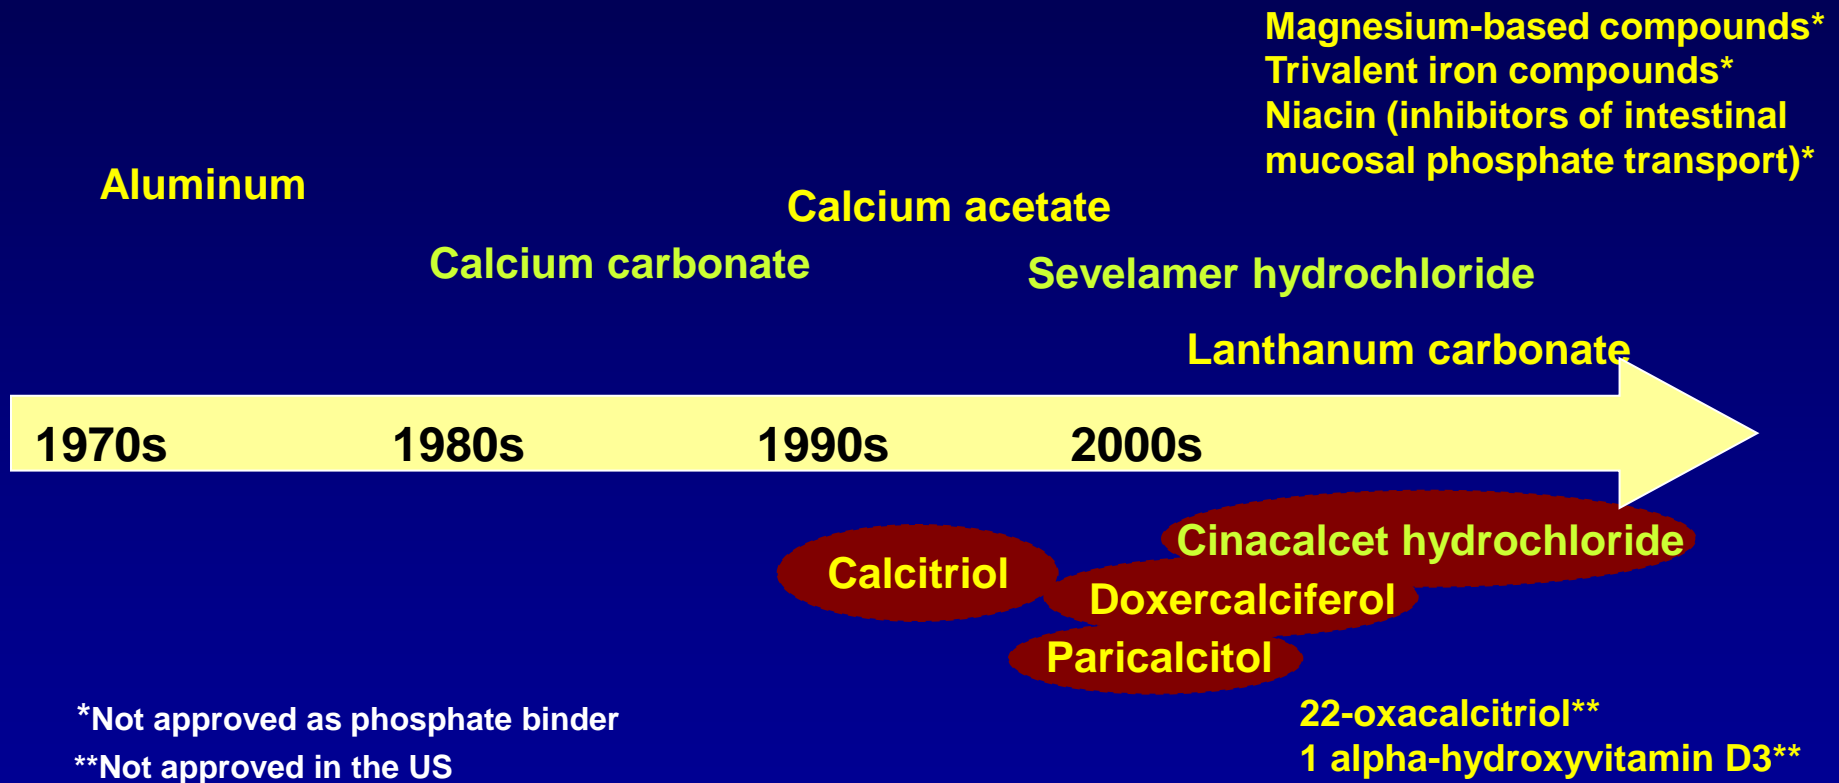 Magnesium-based compounds*
Trivalent iron compounds*
Niacin (inhibitors of intestinal
mucosal phosphate transport)*
Aluminum
Calcium acetate
Calcium carbonate
Sevelamer hydrochloride
Lanthanum carbonate
1970s 1980s 1990s 2000s
Cinacalcet hydrochloride
Calcitriol
Doxercalciferol
Paricalcitol
*Not approved as phosphate binder
**Not approved in the US
22-oxacalcitriol**
1 alpha-hydroxyvitamin D3**